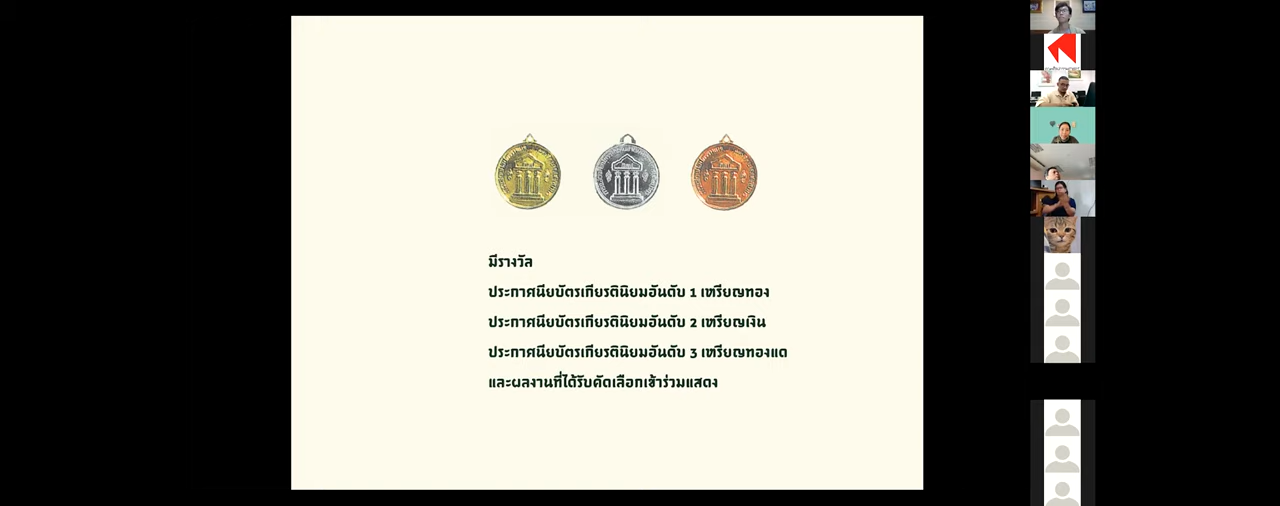 มีรางวัล
ประกาศนียบัตรเกียรตินิยมอันดับ 1 เหรียญทอง
ประกาศนียบัตรเกียรตินิยมอันดับ 2 เหรียญเงิน
ประกาศนียบัตรเกียรตินิยมอันดับ 3 เหรียญทองแดง
และผลงานที่ได้รับคัดเลือกเข้าร่วมแสดง